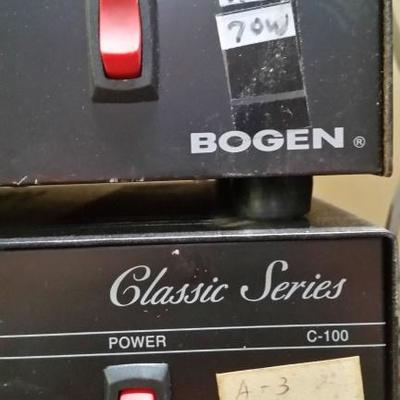 70W
BOGEN ®
Classic Series
POWER C-100
A-3